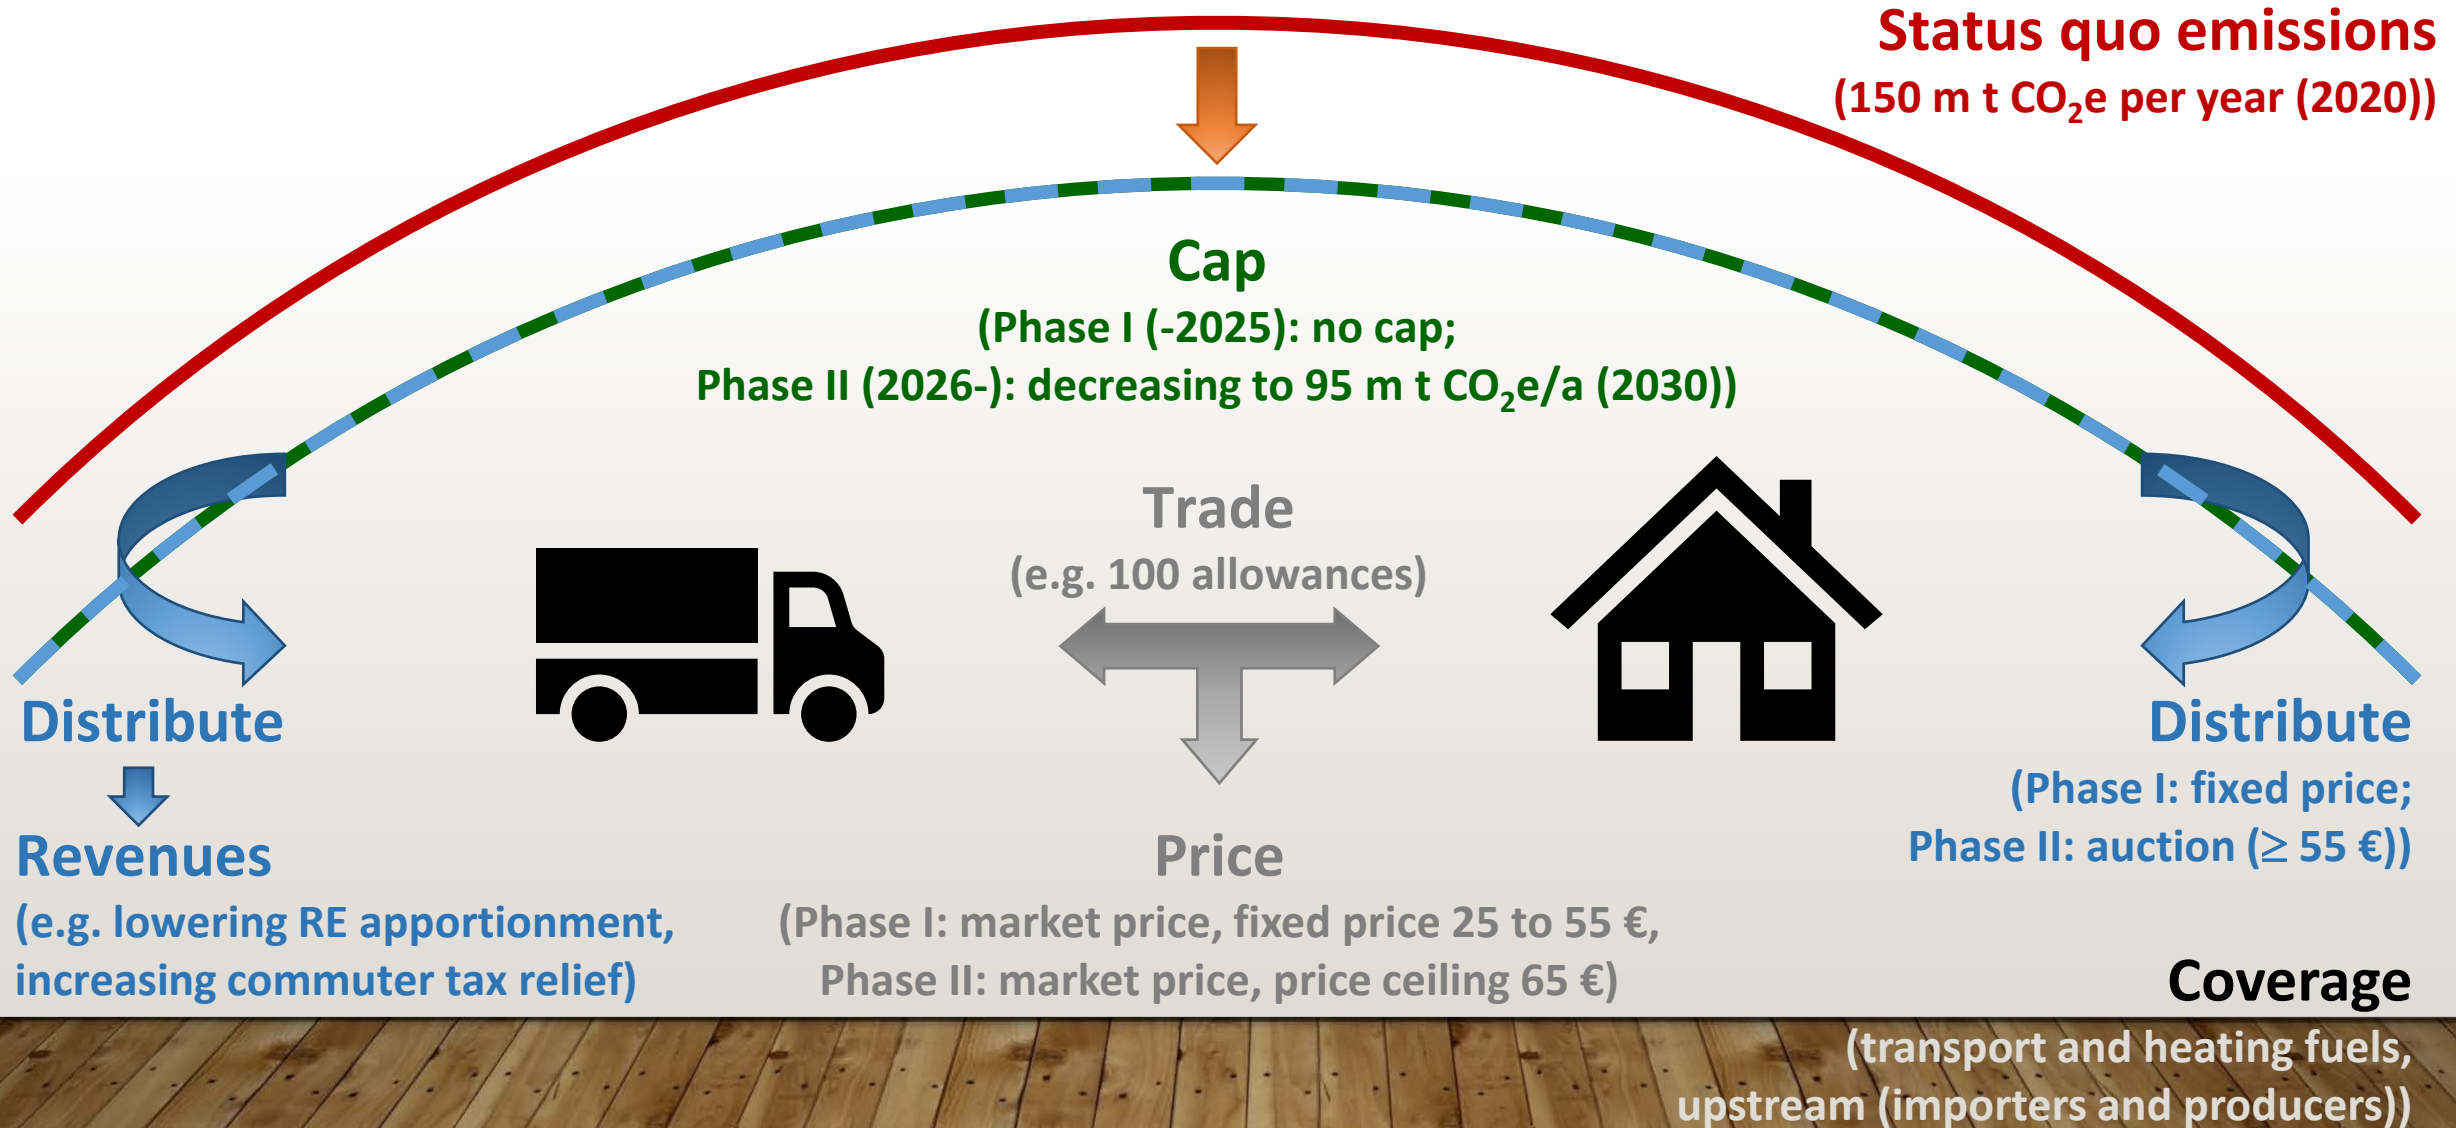 Status quo emissions
(150 m t CO₂e per year (2020))
Cap
(Phase I (-2025): no cap;
Phase II (2026-): decreasing to 95 m t CO₂e/a (2030))
Trade
(e.g. 100 allowances)
Distribute
Revenues
(e.g. lowering RE apportionment,
increasing commuter tax relief)
Price
(Phase I: market price, fixed price 25 to 55 €,
Phase II: market price, price ceiling 65 €)
Distribute
(Phase I: fixed price;
Phase II: auction (≥ 55 €))
Coverage
(transport and heating fuels,
upstream (importers and producers))